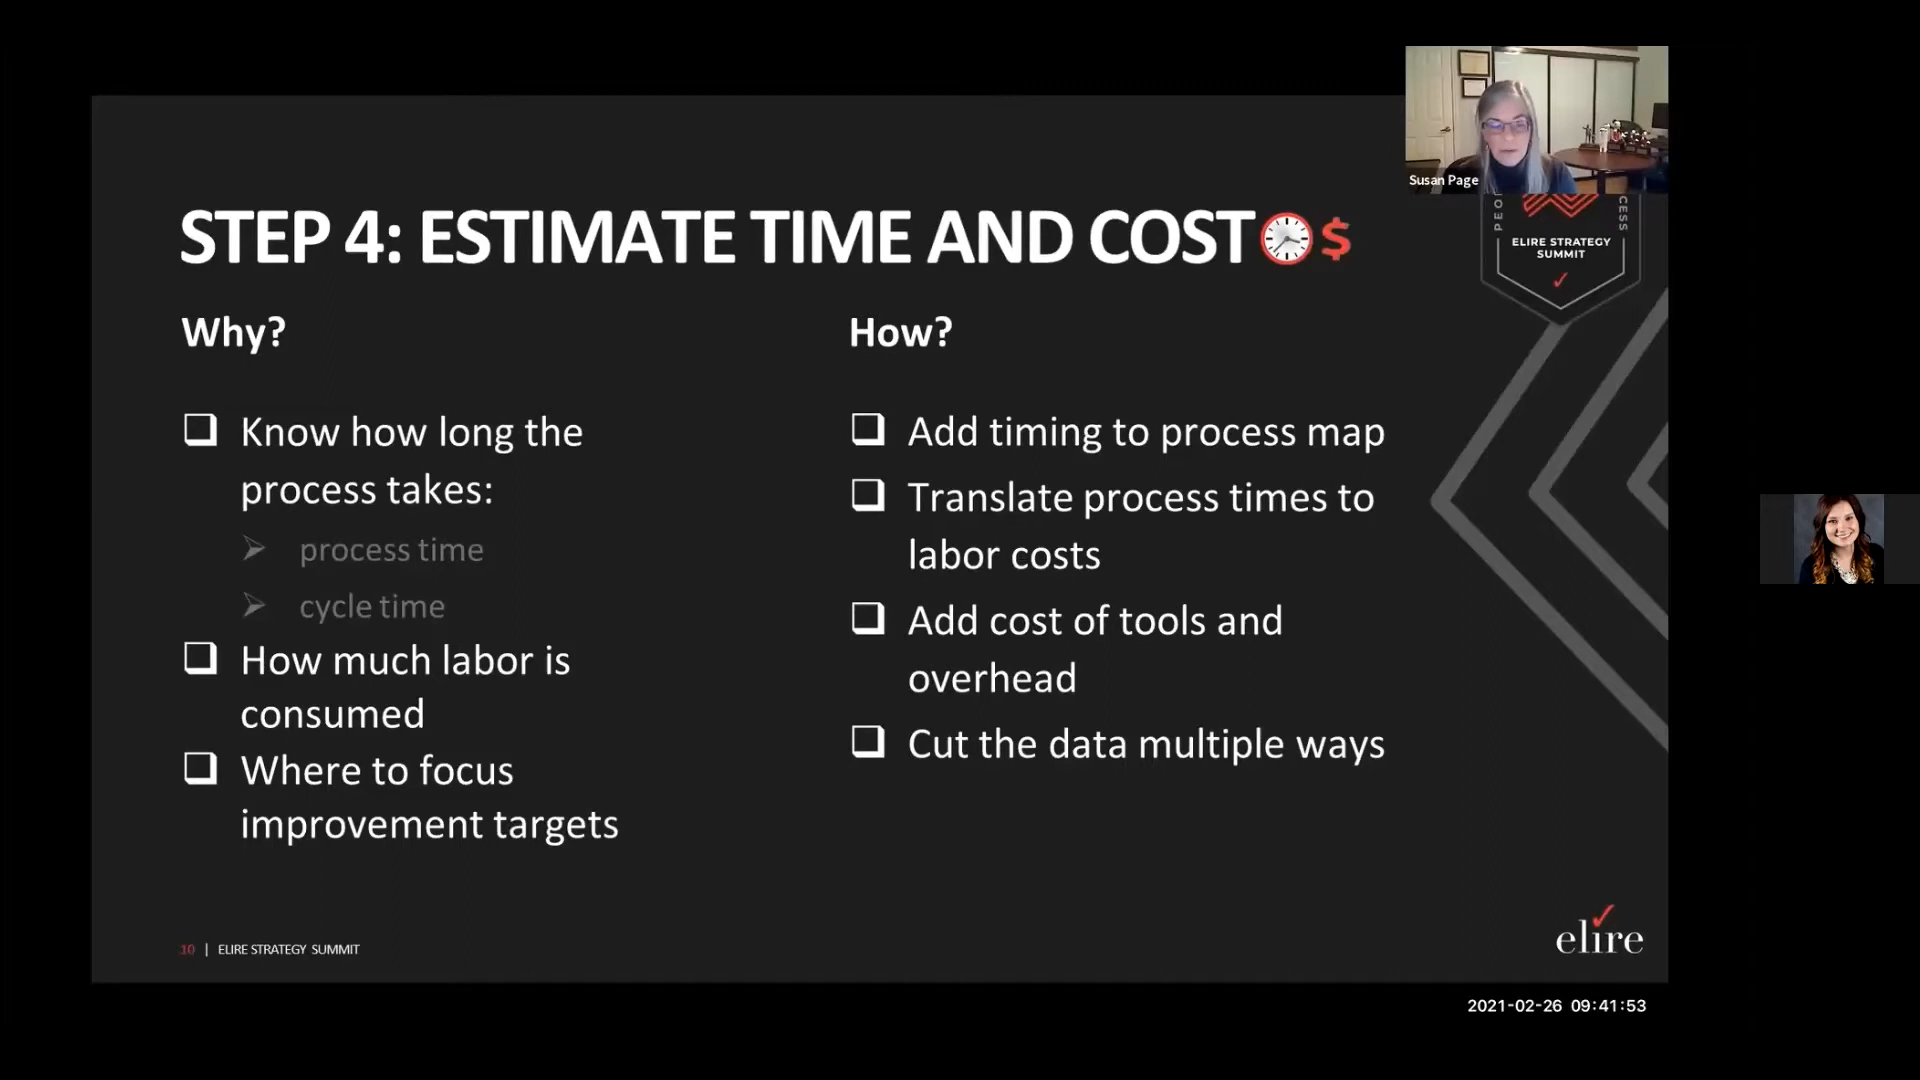 Susan Page
STEP 4: ESTIMATE TIME AND COST $
ELIRE STRATEGY
SUMMIT
Why?
Know how long the
process takes:
process time
cycle time
How much labor is
consumed
Where to focus
improvement targets
How?
Add timing to process map
Translate process times to
labor costs
Add cost of tools and
overhead
Cut the data multiple ways
10 | ELIRE STRATEGY SUMMIT
elire
2021-02-26 09:41:53